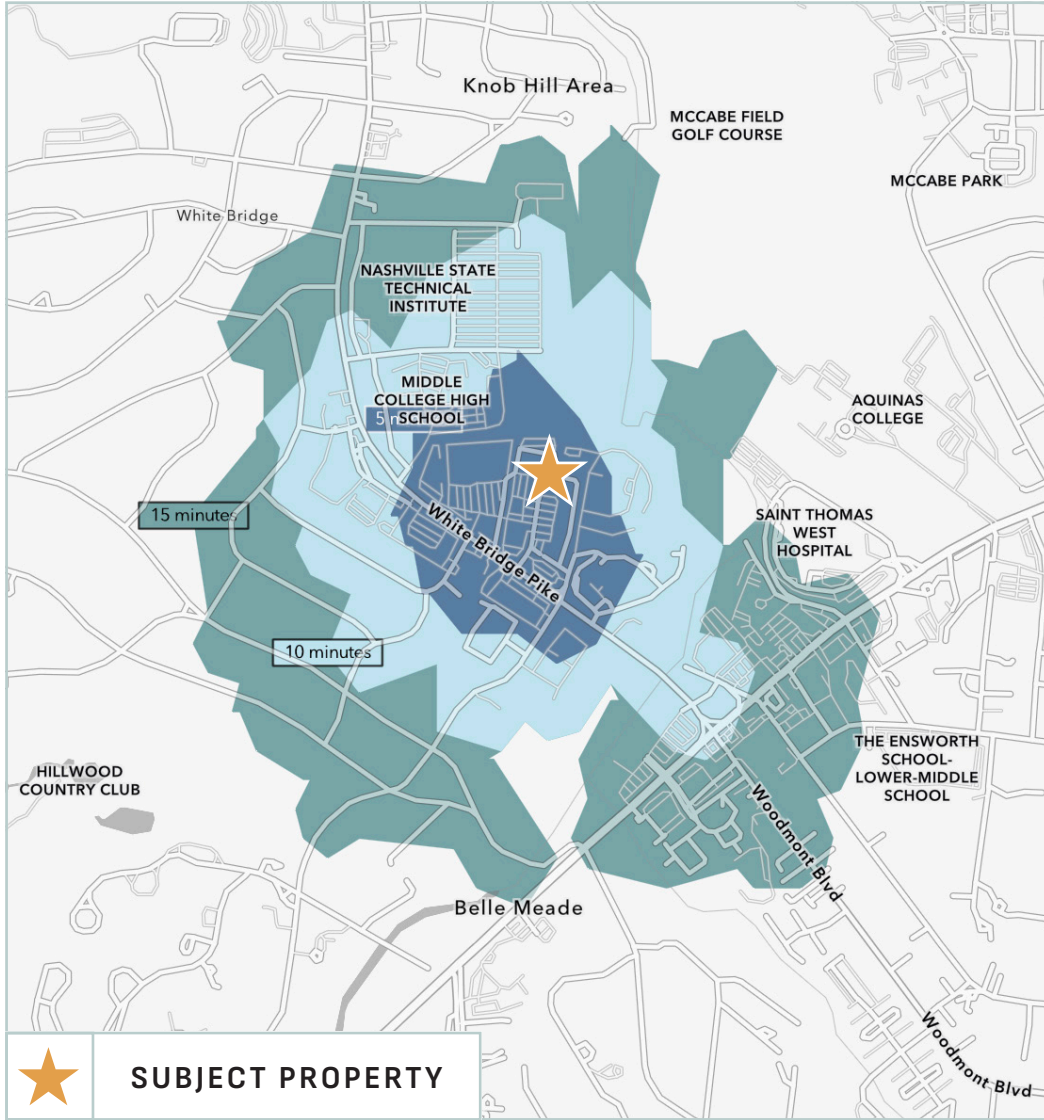 Knob Hill Area
MCCABE FIELD
GOLF COURSE
MCCABE PARK
White Bridge
NASHVILLE STATE
TECHNICAL
INSTITUTE
MIDDLE
COLLEGE HIGH
SCHOOL
5
AQUINAS
COLLEGE
15 minutes
SAINT THOMAS
WEST
HOSPITAL
White Bridge Pike
10 minutes
THE ENSWORTH
SCHOOL-
LOWER-MIDDLE
SCHOOL
HILLWOOD
COUNTRY CLUB
Woodmont Blvd
Belle Meade
Woodmont Blvd
SUBJECT PROPERTY